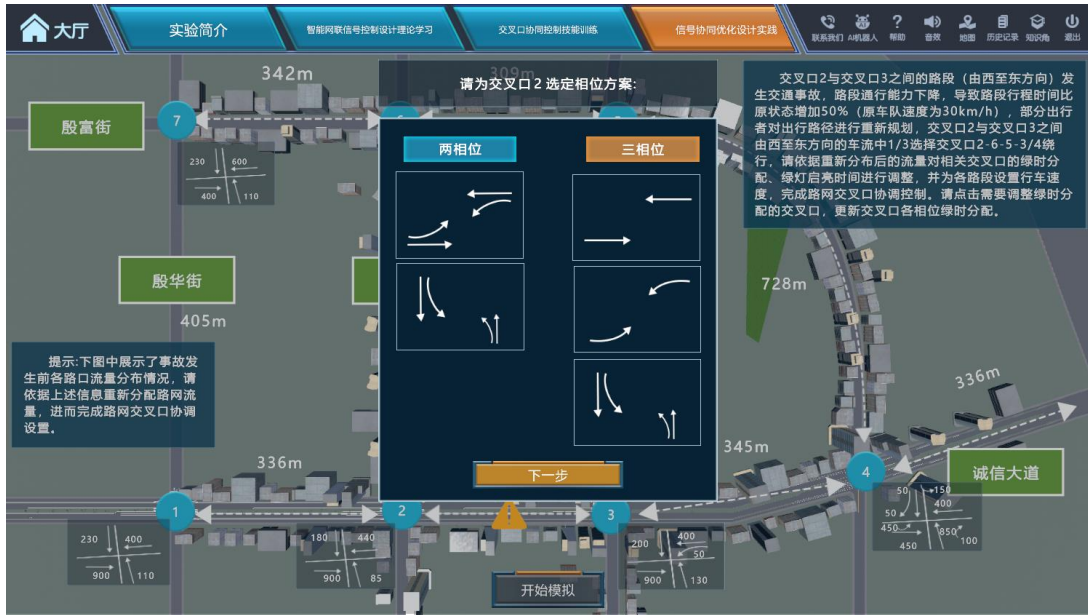 大厅
实验简介
智能网联信号控制设计理论学习
交叉口协同控制技能训练
信号协同优化设计实践
联系我们
AI机器人
帮助
音效
地图
历史记录
知识角
退出
342m
309m
请为交叉口2 选定相位方案:
两相位
三相位
下一步
交叉口2与交叉口3之间的路段（由西至东方向）发
生交通事故，路段通行能力下降，导致路段行程时间比
原状态增加50%（原车队速度为30km/h），部分出行
者对出行路径进行重新规划，交叉口2与交叉口3之间
由西至东方向的车流中1/3选择交叉口2-6-5-3/4绕
行，请依据重新分布后的流量对相关交叉口的绿时分
配、绿灯启亮时间进行调整，并为各路段设置行车速
度，完成路网交叉口协调控制。请点击需要调整绿时分
配的交叉口，更新交叉口各相位绿时分配。
殷富街
7
230 600
400 110
殷华街
405m
728m
提示:下图中展示了事故发
生前各路口流量分布情况，请
依据上述信息重新分配路网流
量，进而完成路网交叉口协调
设置。
336m
345m
336m
诚信大道
1
2
3
4
230 400
900 110
180 440
900 85
200 400
50
900 130
50 150
400
50
450 850
450 100
开始模拟